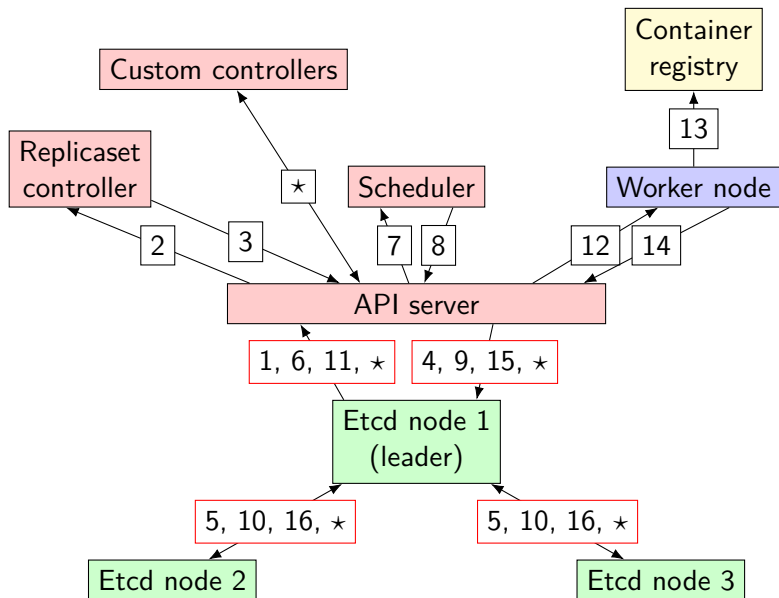 Container
registry
Custom controllers
13
Replicaset
controller
Scheduler
Worker node
⋆
2
3
7
8
12
14
API server
1, 6, 11, ⋆
4, 9, 15, ⋆
Etcd node 1
(leader)
5, 10, 16, ⋆
5, 10, 16, ⋆
Etcd node 2
Etcd node 3